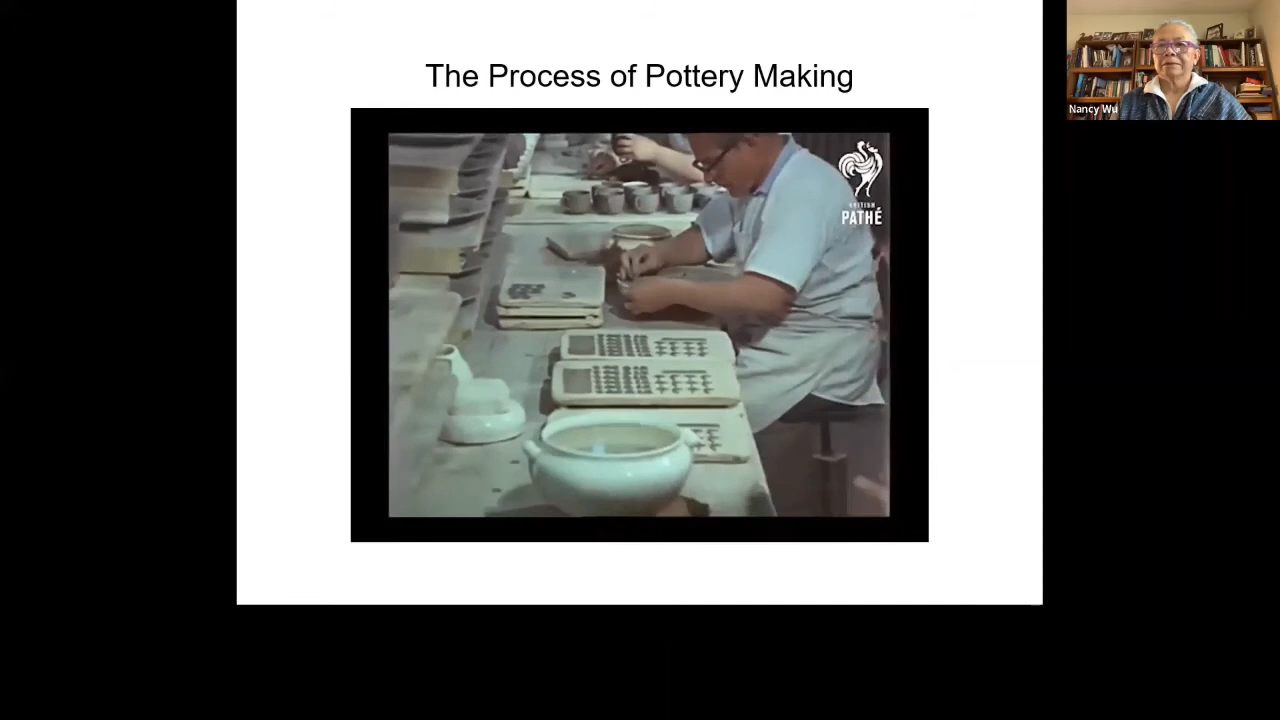 The Process of Pottery Making
BRITISH
PATHÉ
Nancy Wu